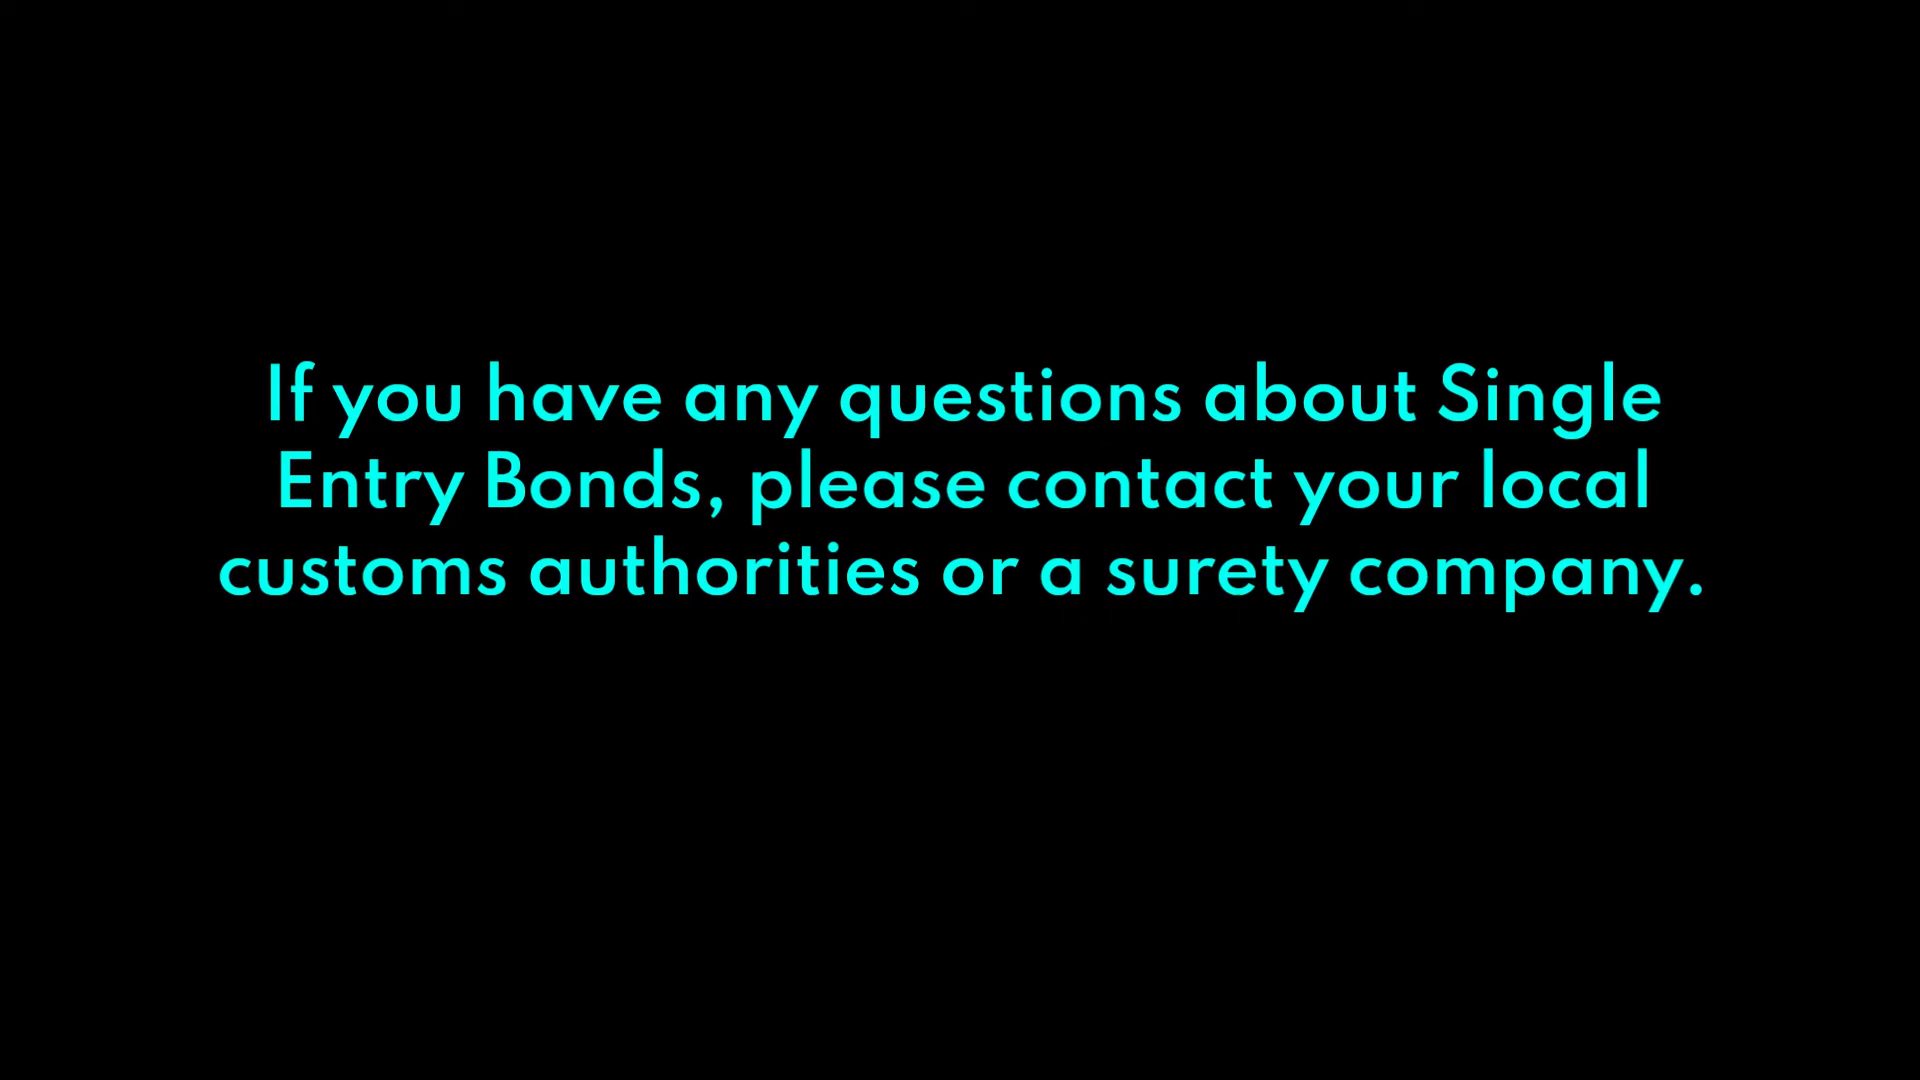 If you have any questions about Single
Entry Bonds, please contact your local
customs authorities or a surety company.